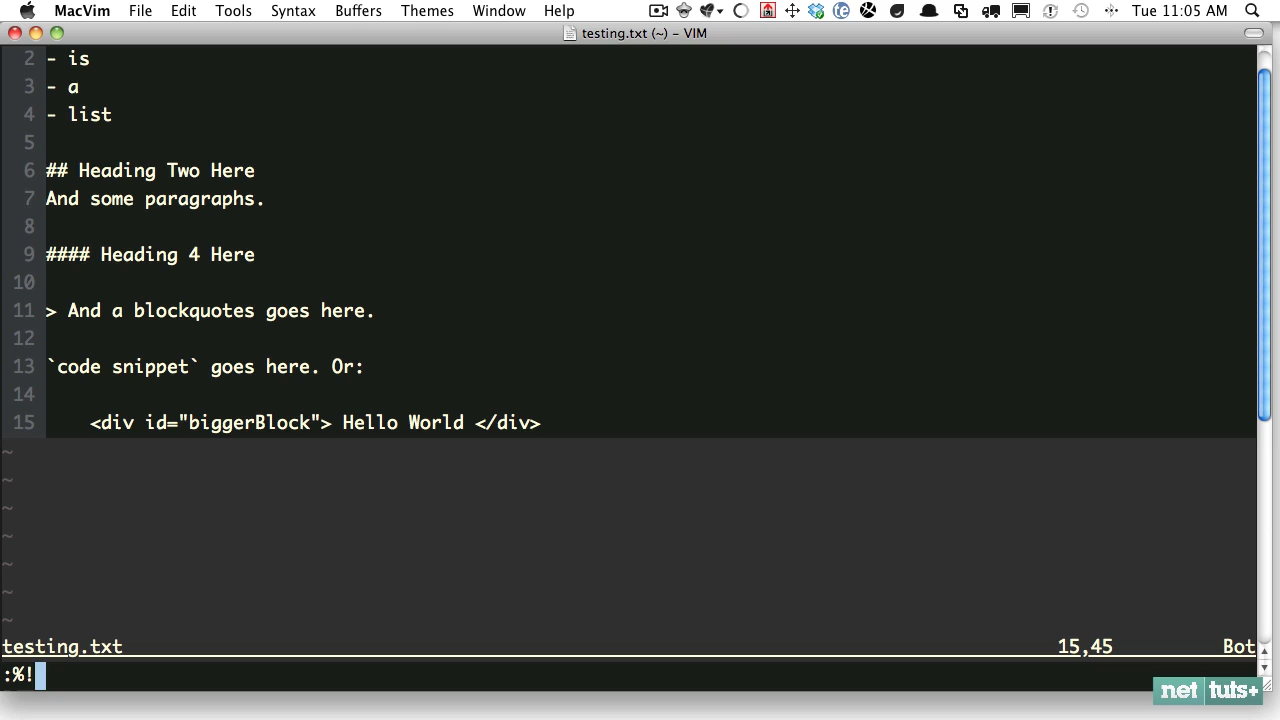 MacVim File Edit Tools Syntax Buffers Themes Window Help Tue 11:05 AM
testing.txt (~) - VIM
2 - is
3 - a
4 - list
5
6 ## Heading Two Here
7 And some paragraphs.
8
9 #### Heading 4 Here
10
11 > And a blockquotes goes here.
12
13 `code snippet` goes here. Or:
14
15     <div id="biggerBlock"> Hello World </div>
~
~
~
~
~
~
~
testing.txt 15,45 Bot
:%!
net tuts+